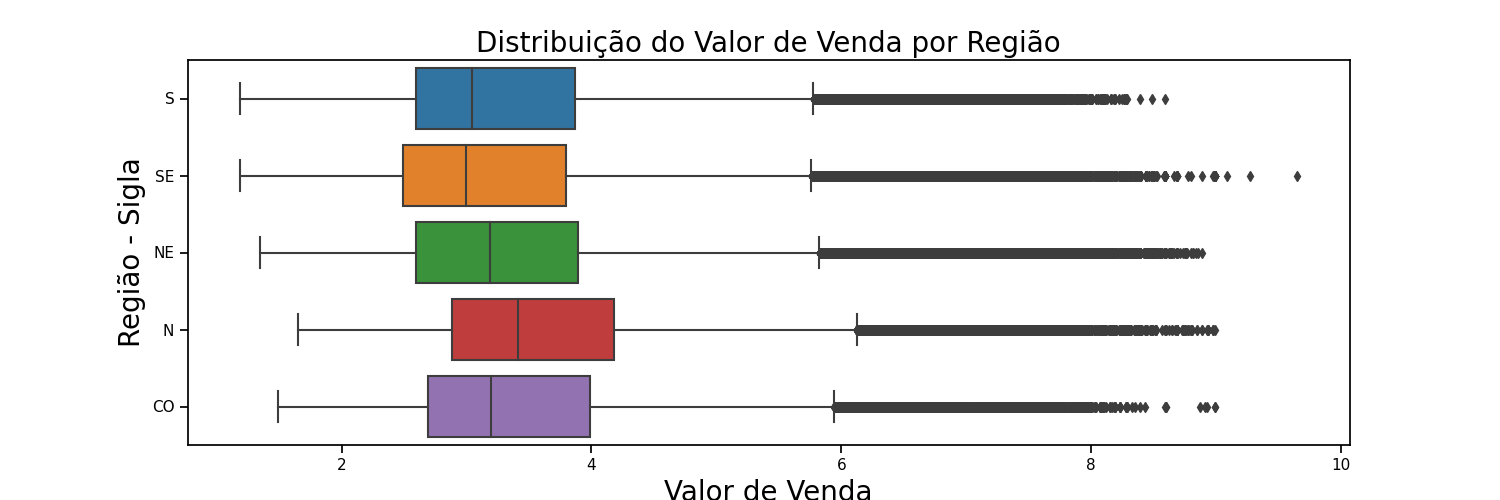 Distribuição do Valor de Venda por Região
Região - Sigla
S
SE
NE
N
CO
2 4 6 8 10
Valor de Venda